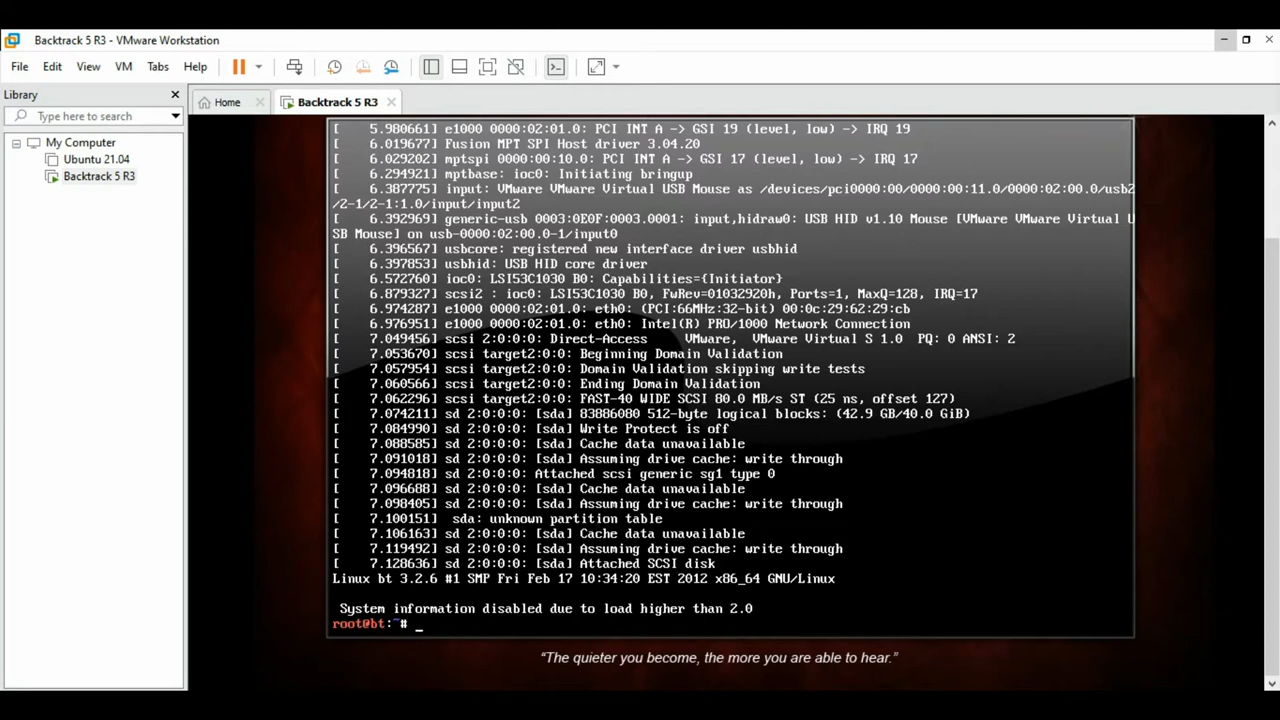 Backtrack 5 R3 - VMware Workstation
File Edit View VM Tabs Help
Library
Type here to search
My Computer
Ubuntu 21.04
Backtrack 5 R3
Home
Backtrack 5 R3
[    5.980661] e1000 0000:02:01.0: PCI INT A -> GSI 19 (level, low) -> IRQ 19
[    6.019677] Fusion MPT SPI Host driver 3.04.20
[    6.029202] mptspi 0000:00:10.0: PCI INT A -> GSI 17 (level, low) -> IRQ 17
[    6.294921] mptbase: ioc0: Initiating bringup
[    6.387775] input: VMware VMware Virtual USB Mouse as /devices/pci0000:00/0000:00:11.0/0000:02:00.0/usb2
/2-1/2-1:1.0/input/input2
[    6.392969] generic-usb 0003:0E0F:0003.0001: input,hidraw0: USB HID v1.10 Mouse [VMware VMware Virtual U
SB Mouse] on usb-0000:02:00.0-1/input0
[    6.396567] usbcore: registered new interface driver usbhid
[    6.397853] usbhid: USB HID core driver
[    6.572760] ioc0: LSI53C1030 B0: Capabilities={Initiator}
[    6.879327] scsi2 : ioc0: LSI53C1030 B0, FwRev=01032920h, Ports=1, MaxQ=128, IRQ=17
[    6.974287] e1000 0000:02:01.0: eth0: (PCI:66MHz:32-bit) 00:0c:29:62:29:cb
[    6.976951] e1000 0000:02:01.0: eth0: Intel(R) PRO/1000 Network Connection
[    7.049456] scsi 2:0:0:0: Direct-Access     VMware,  VMware Virtual S 1.0  PQ: 0 ANSI: 2
[    7.053670] scsi target2:0:0: Beginning Domain Validation
[    7.057954] scsi target2:0:0: Domain Validation skipping write tests
[    7.060566] scsi target2:0:0: Ending Domain Validation
[    7.062296] scsi target2:0:0: FAST-40 WIDE SCSI 80.0 MB/s ST (25 ns, offset 127)
[    7.074211] sd 2:0:0:0: [sda] 83886080 512-byte logical blocks: (42.9 GB/40.0 GiB)
[    7.084990] sd 2:0:0:0: [sda] Write Protect is off
[    7.088585] sd 2:0:0:0: [sda] Cache data unavailable
[    7.091018] sd 2:0:0:0: [sda] Assuming drive cache: write through
[    7.094818] sd 2:0:0:0: Attached scsi generic sg1 type 0
[    7.096688] sd 2:0:0:0: [sda] Cache data unavailable
[    7.098405] sd 2:0:0:0: [sda] Assuming drive cache: write through
[    7.100151]  sda: unknown partition table
[    7.106163] sd 2:0:0:0: [sda] Cache data unavailable
[    7.119492] sd 2:0:0:0: [sda] Assuming drive cache: write through
[    7.128636] sd 2:0:0:0: [sda] Attached SCSI disk
Linux bt 3.2.6 #1 SMP Fri Feb 17 10:34:20 EST 2012 x86_64 GNU/Linux
System information disabled due to load higher than 2.0
root@bt:~# _
“The quieter you become, the more you are able to hear.”